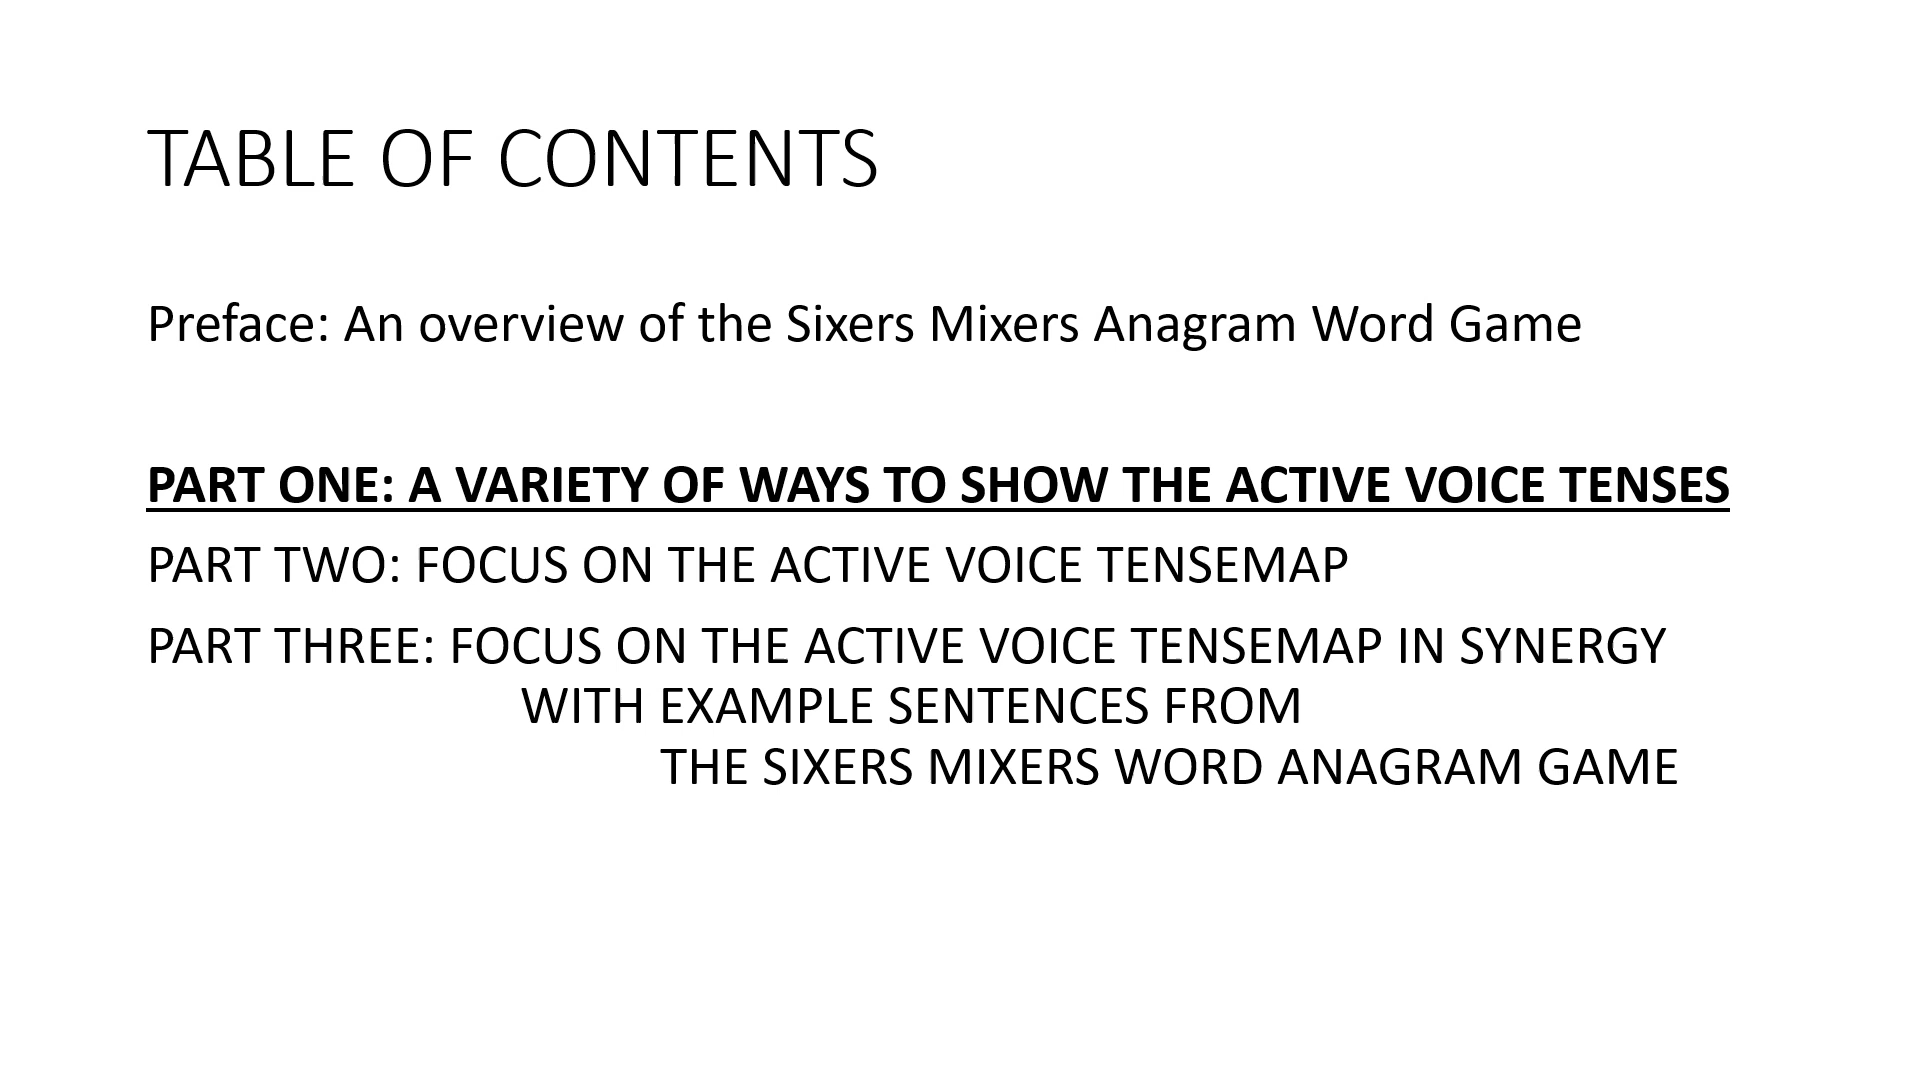 TABLE OF CONTENTS
Preface: An overview of the Sixers Mixers Anagram Word Game
PART ONE: A VARIETY OF WAYS TO SHOW THE ACTIVE VOICE TENSES
PART TWO: FOCUS ON THE ACTIVE VOICE TENSEMAP
PART THREE: FOCUS ON THE ACTIVE VOICE TENSEMAP IN SYNERGY
WITH EXAMPLE SENTENCES FROM
THE SIXERS MIXERS WORD ANAGRAM GAME